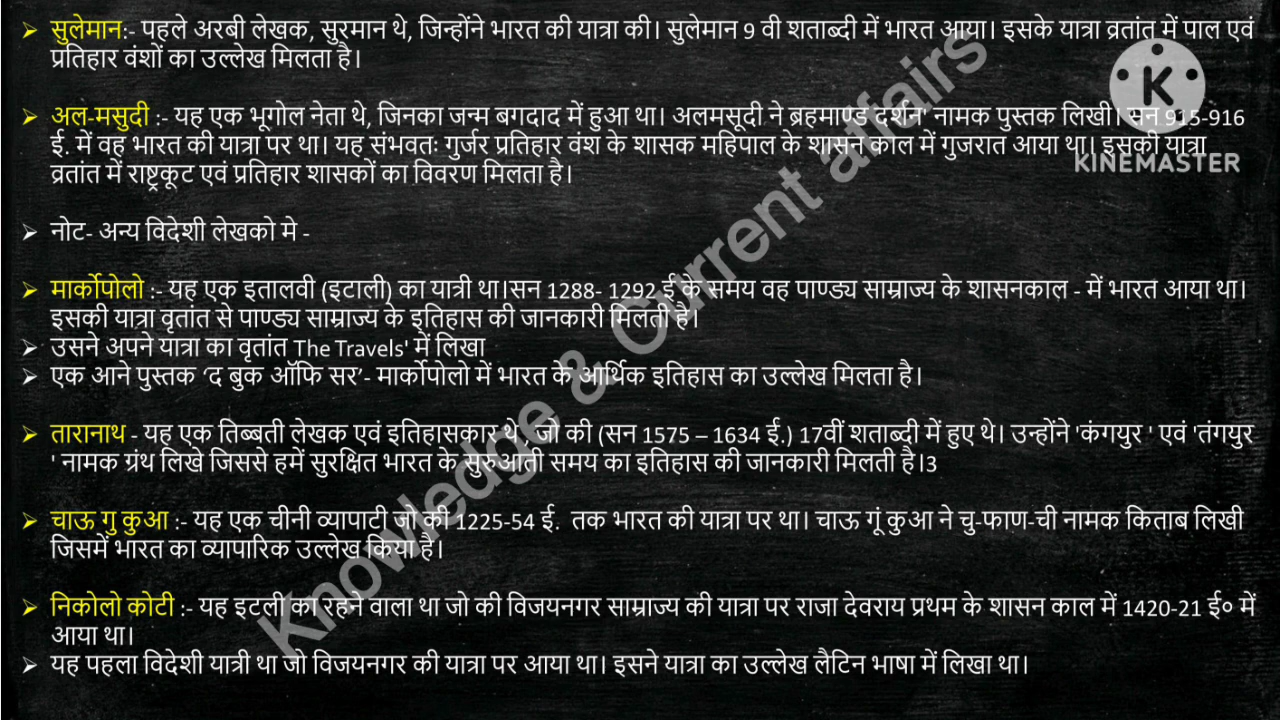 ➢ सुलेमान:- पहले अरबी लेखक, सुरमान थे, जिन्होंने भारत की यात्रा की। सुलेमान 9 वी शताब्दी में भारत आया। इसके यात्रा व्रतांत में पाल एवं
प्रतिहार वंशों का उल्लेख मिलता है।
➢ अल-मसुदी :- यह एक भूगोल नेता थे, जिनका जन्म बगदाद में हुआ था। अलमसूदी ने ब्रहमाण्ड दर्शन' नामक पुस्तक लिखी। सन 915-916
ई. में वह भारत की यात्रा पर था। यह संभवतः गुर्जर प्रतिहार वंश के शासक महिपाल के शासन काल में गुजरात आया था। इसकी यात्रा
व्रतांत में राष्ट्रकूट एवं प्रतिहार शासकों का विवरण मिलता है।
➢ नोट- अन्य विदेशी लेखको मे -
➢ मार्कोपोलो :- यह एक इतालवी (इटाली) का यात्री था।सन 1288- 1292 ई के समय वह पाण्ड्य साम्राज्य के शासनकाल - में भारत आया था।
इसकी यात्रा वृतांत से पाण्ड्य साम्राज्य के इतिहास की जानकारी मिलती है।
➢ उसने अपने यात्रा का वृतांत The Travels' में लिखा
➢ एक आने पुस्तक ‘द बुक ऑफि सर’- मार्कोपोलो में भारत के आर्थिक इतिहास का उल्लेख मिलता है।
➢ तारानाथ - यह एक तिब्बती लेखक एवं इतिहासकार थे , जो की (सन 1575 – 1634 ई.) 17वीं शताब्दी में हुए थे। उन्होंने 'कंगयुर ' एवं 'तंगयुर
' नामक ग्रंथ लिखे जिससे हमें सुरक्षित भारत के सुरुआती समय का इतिहास की जानकारी मिलती है।3
➢ चाऊ गु कुआ :- यह एक चीनी व्यापाटी जो की 1225-54 ई. तक भारत की यात्रा पर था। चाऊ गूं कुआ ने चु-फाण-ची नामक किताब लिखी
जिसमें भारत का व्यापारिक उल्लेख किया है।
➢ निकोलो कोटी :- यह इटली का रहने वाला था जो की विजयनगर साम्राज्य की यात्रा पर राजा देवराय प्रथम के शासन काल में 1420-21 ई० में
आया था।
➢ यह पहला विदेशी यात्री था जो विजयनगर की यात्रा पर आया था। इसने यात्रा का उल्लेख लैटिन भाषा में लिखा था।
Knowledge & Current affairs
K
KINEMASTER